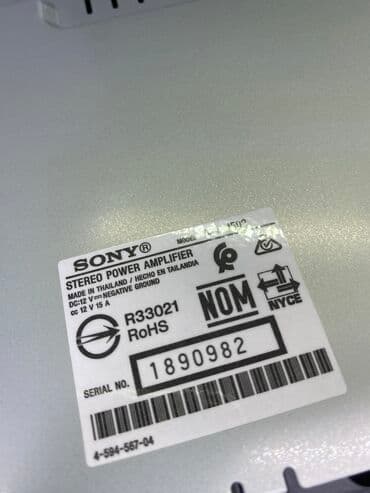 SONY®
MODEL
STEREO POWER AMPLIFIER
MADE IN THAILAND / HECHO EN TAILANDIA
DC:12 V⎓NEGATIVE GROUND
cc 12 V 15 A
R33021
RoHS
NOM
NYCE
SERIAL NO. 1890982
4-594-567-04